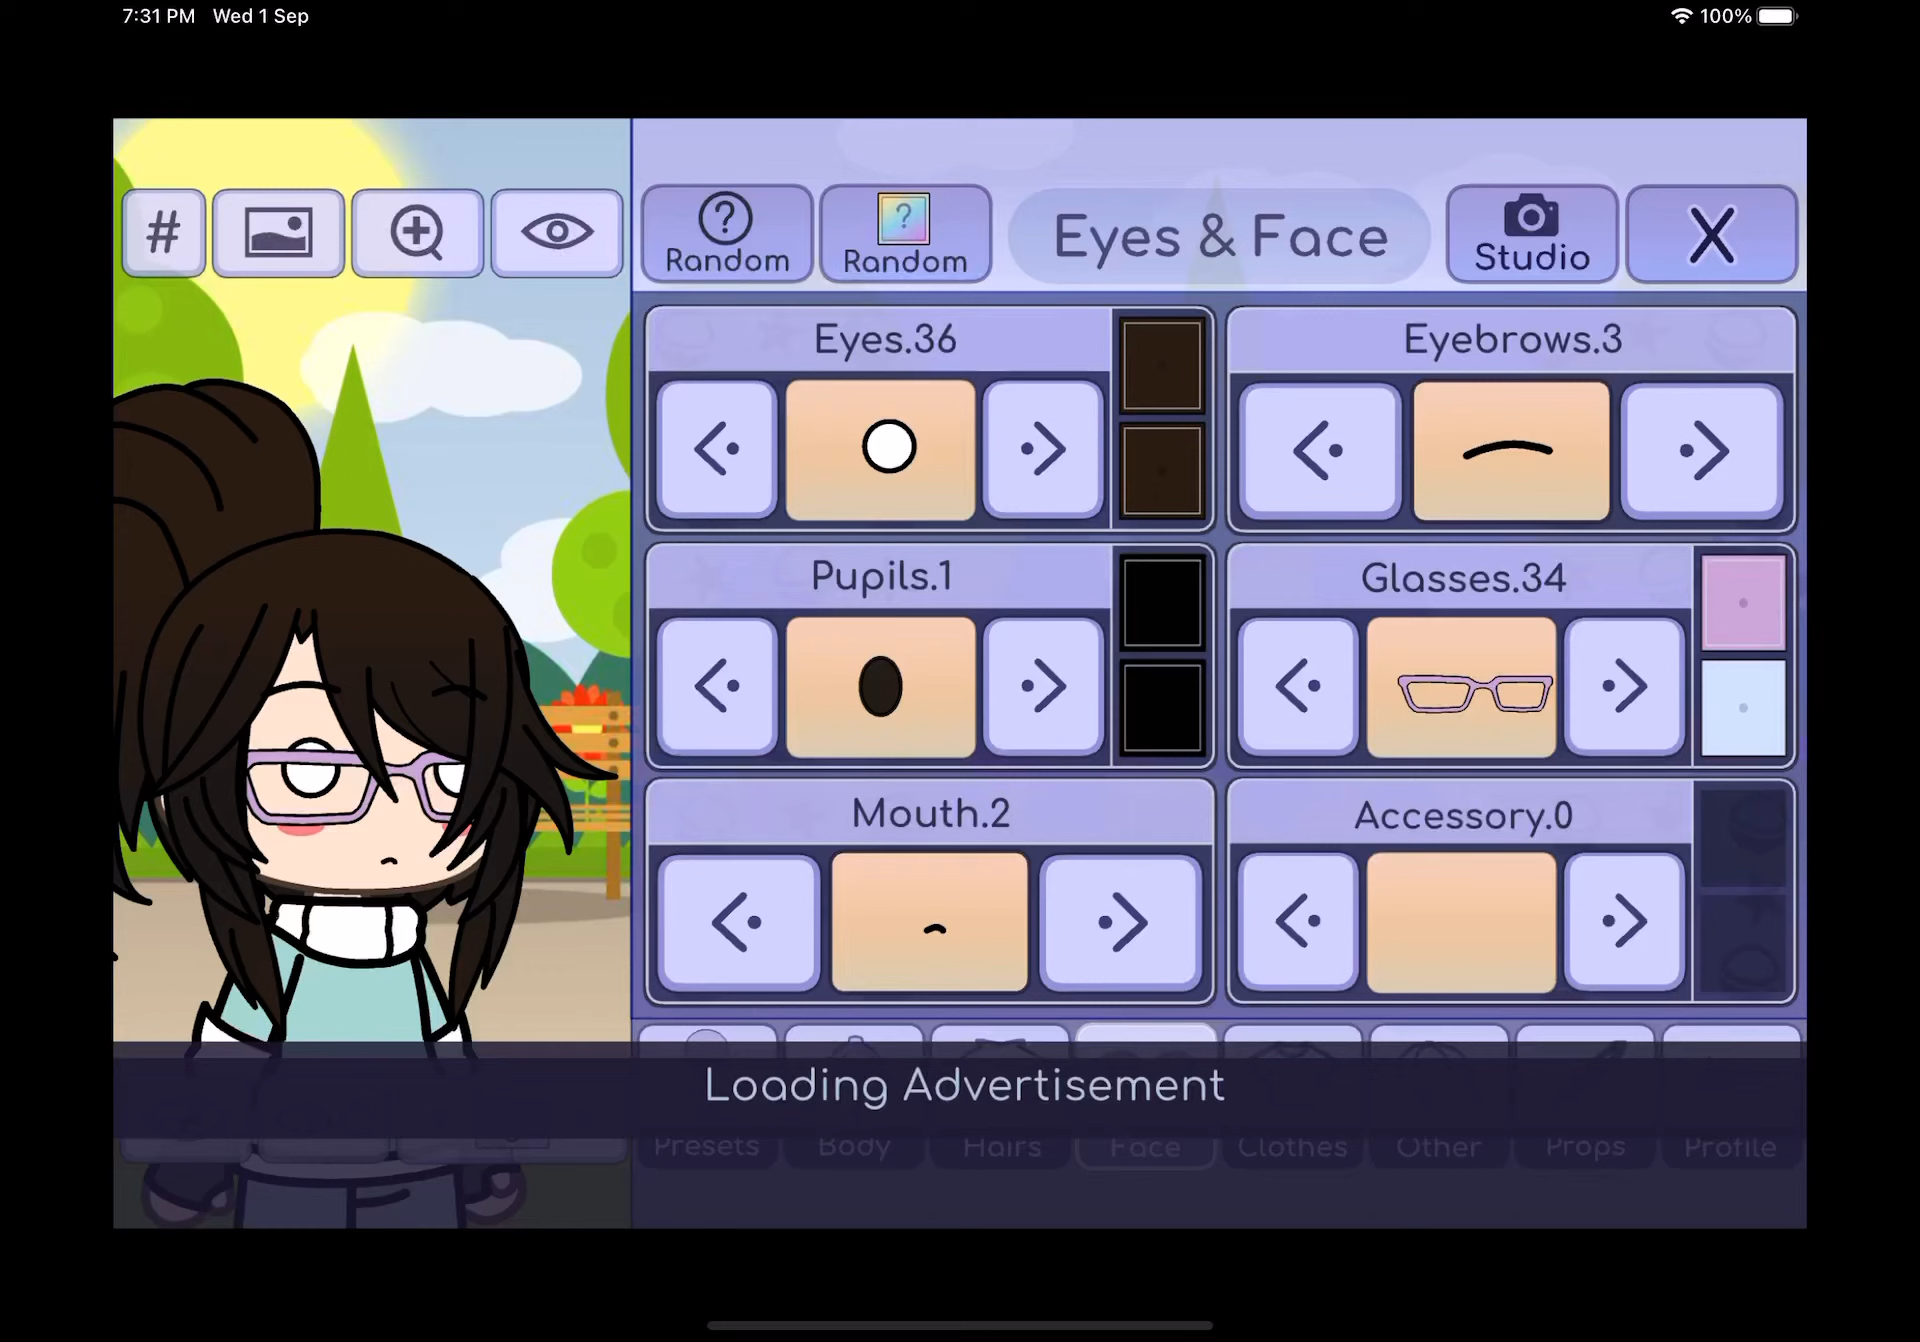 7:31 PM Wed 1 Sep
100%
#
? Random
? Random
Eyes & Face
Studio
X
Eyes.36
Eyebrows.3
Pupils.1
Glasses.34
Mouth.2
Accessory.0
Loading Advertisement
Presets Body Hairs Face Clothes Other Props Profile